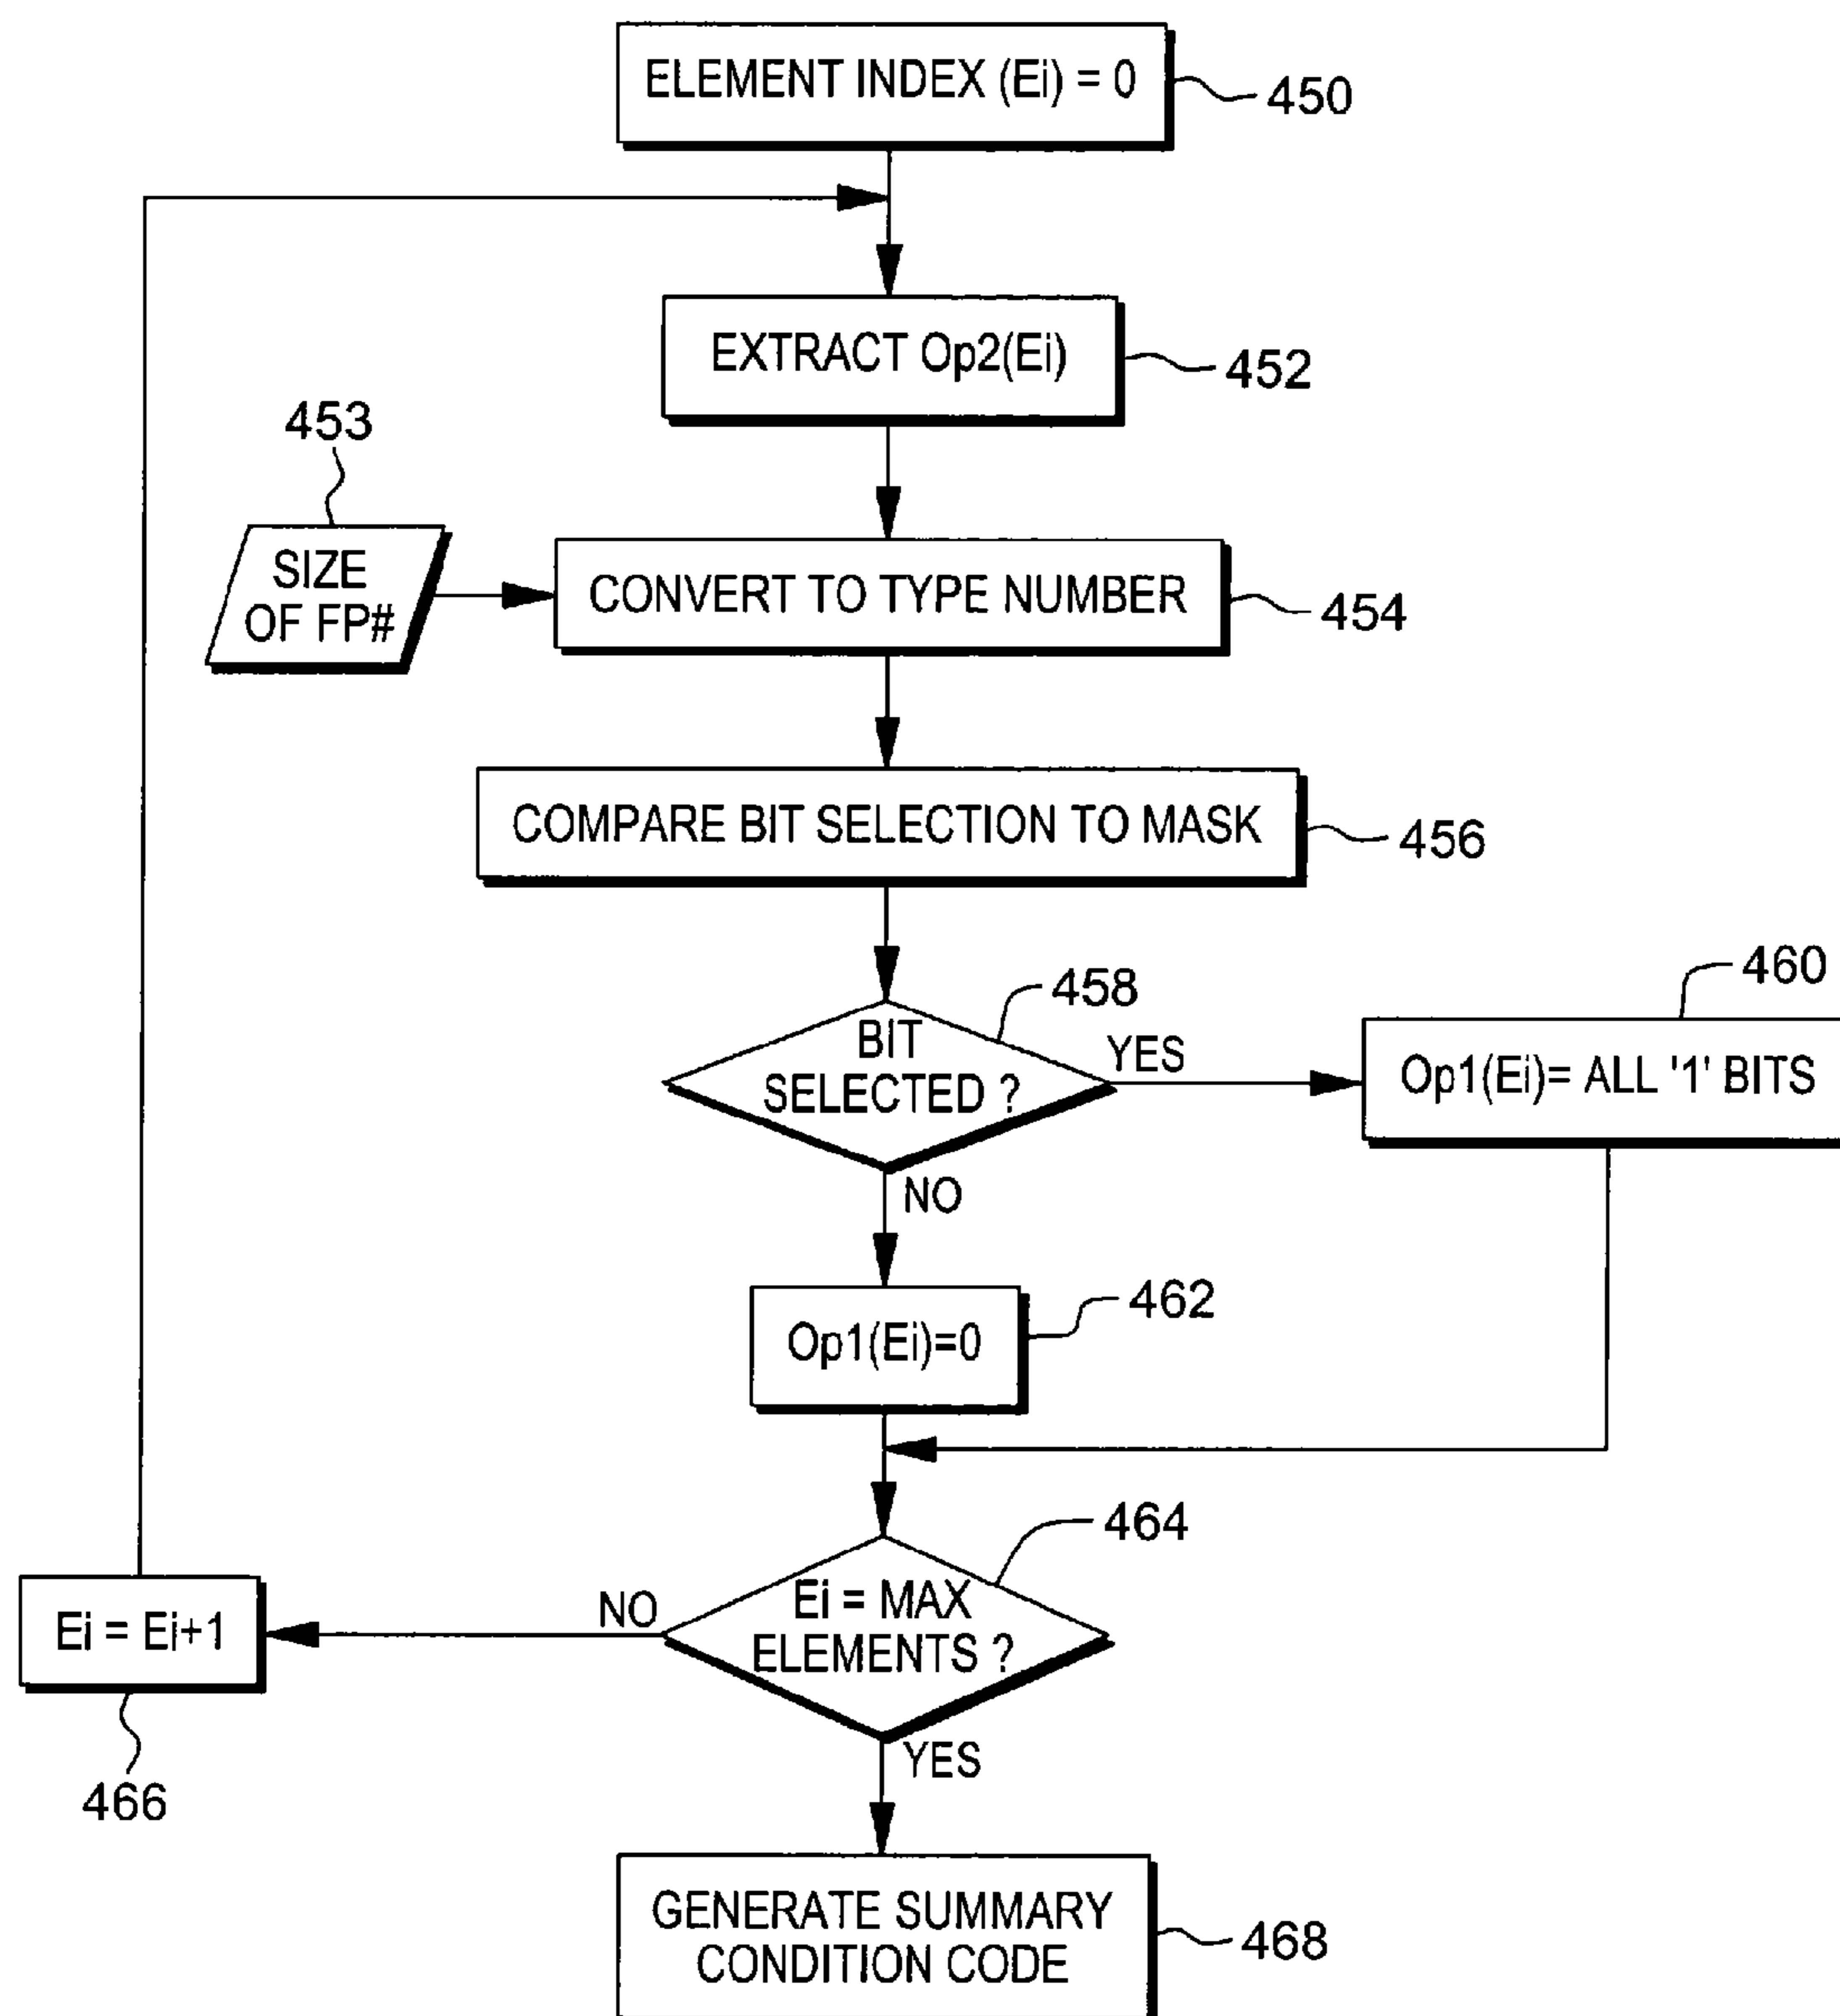 ELEMENT INDEX (Ei) = 0
450
EXTRACT Op2(Ei)
452
453
SIZE
OF FP#
CONVERT TO TYPE NUMBER
454
COMPARE BIT SELECTION TO MASK
456
458
BIT
SELECTED ?
YES
460
Op1(Ei)= ALL '1' BITS
NO
462
Op1(Ei)=0
464
Ei = MAX
ELEMENTS ?
NO
Ei = Ei+1
466
YES
GENERATE SUMMARY
CONDITION CODE
468